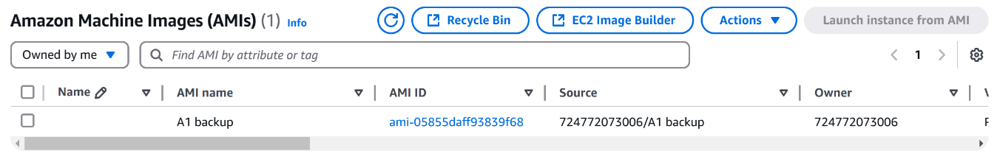 Amazon Machine Images (AMIs) (1) Info Recycle Bin EC2 Image Builder Actions Launch instance from AMI
Owned by me Find AMI by attribute or tag 1
Name AMI name AMI ID Source Owner
A1 backup ami-05855daff93839f68 724772073006/A1 backup 724772073006